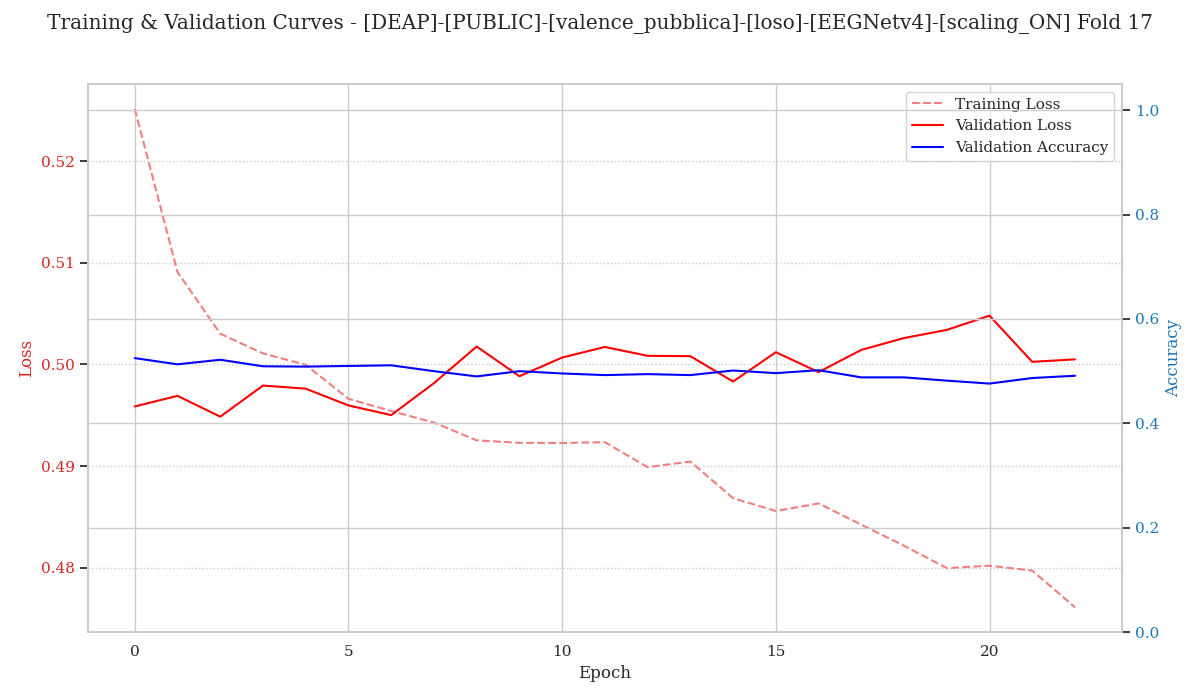 Training & Validation Curves - [DEAP]-[PUBLIC]-[valence_pubblica]-[loso]-[EEGNetv4]-[scaling_ON] Fold 17
Training Loss
Validation Loss
Validation Accuracy
0.52
0.51
0.50
0.49
0.48
Loss
1.0
0.8
0.6
0.4
0.2
0.0
Accuracy
0
5
10
15
20
Epoch